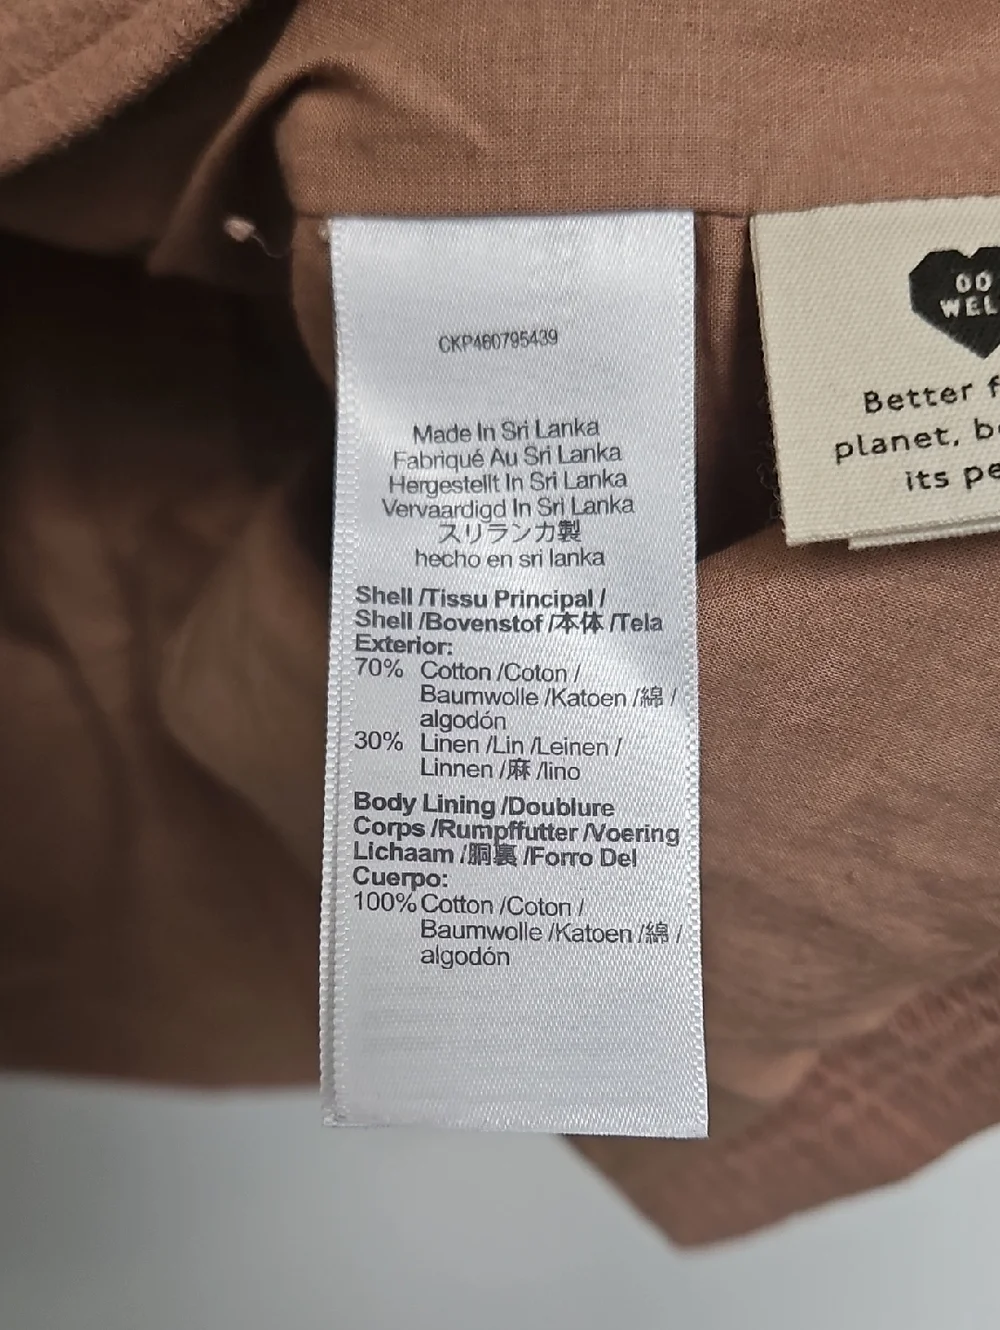 CKP460795439
Made In Sri Lanka
Fabriqué Au Sri Lanka
Hergestellt In Sri Lanka
Vervaardigd In Sri Lanka
スリランカ製
hecho en sri lanka
Shell /Tissu Principal /
Shell /Bovenstof /本体 /Tela
Exterior:
70% Cotton /Coton /
Baumwolle /Katoen /綿 /
algodón
30% Linen /Lin /Leinen /
Linnen /麻 /lino
Body Lining /Doublure
Corps /Rumpffutter /Voering
Lichaam /胴裏 /Forro Del
Cuerpo:
100% Cotton /Coton /
Baumwolle /Katoen /綿 /
algodón
DO
WEL
Better f
planet, b
its pe